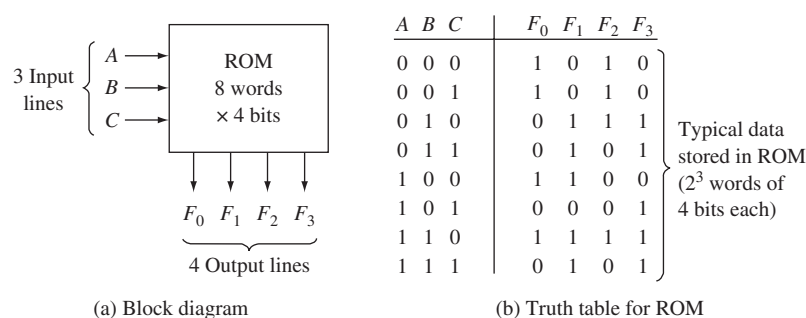 3 Input
lines
A
B
C
ROM
8 words
× 4 bits
F₀ F₁ F₂ F₃
4 Output lines
(a) Block diagram
A B C F₀ F₁ F₂ F₃
0 0 0 1 0 1 0
0 0 1 1 0 1 0
0 1 0 0 1 1 1
0 1 1 0 1 0 1
1 0 0 1 1 0 0
1 0 1 0 0 0 1
1 1 0 1 1 1 1
1 1 1 0 1 0 1
Typical data
stored in ROM
(2³ words of
4 bits each)
(b) Truth table for ROM